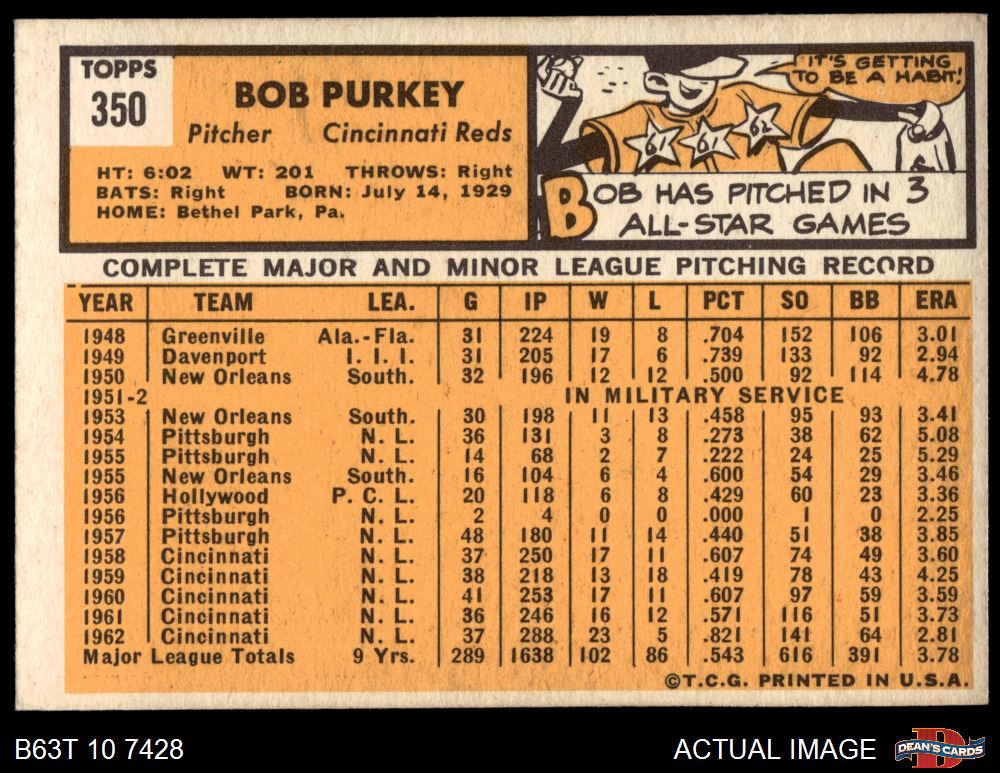 TOPPS
350
BOB PURKEY
Pitcher Cincinnati Reds
HT: 6:02 WT: 201 THROWS: Right
BATS: Right BORN: July 14, 1929
HOME: Bethel Park, Pa.
IT'S GETTING
TO BE A HABIT!
61 61 62
BOB HAS PITCHED IN 3
ALL-STAR GAMES
COMPLETE MAJOR AND MINOR LEAGUE PITCHING RECORD
YEAR TEAM LEA. G IP W L PCT SO BB ERA
1948 Greenville Ala.-Fla. 31 224 19 8 .704 152 106 3.01
1949 Davenport I. I. I. 31 205 17 6 .739 133 92 2.94
1950 New Orleans South. 32 196 12 12 .500 92 114 4.78
1951-2 IN MILITARY SERVICE
1953 New Orleans South. 30 198 11 13 .458 95 93 3.41
1954 Pittsburgh N. L. 36 131 3 8 .273 38 62 5.08
1955 Pittsburgh N. L. 14 68 2 7 .222 24 25 5.29
1955 New Orleans South. 16 104 6 4 .600 54 29 3.46
1956 Hollywood P. C. L. 20 118 6 8 .429 60 23 3.36
1956 Pittsburgh N. L. 2 4 0 0 .000 1 0 2.25
1957 Pittsburgh N. L. 48 180 11 14 .440 51 38 3.85
1958 Cincinnati N. L. 37 250 17 11 .607 74 49 3.60
1959 Cincinnati N. L. 38 218 13 18 .419 78 43 4.25
1960 Cincinnati N. L. 41 253 17 11 .607 97 59 3.59
1961 Cincinnati N. L. 36 246 16 12 .571 116 51 3.73
1962 Cincinnati N. L. 37 288 23 5 .821 141 64 2.81
Major League Totals 9 Yrs. 289 1638 102 86 .543 616 391 3.78
©T.C.G. PRINTED IN U.S.A.
B63T 10 7428
ACTUAL IMAGE
D
DEAN'S CARDS